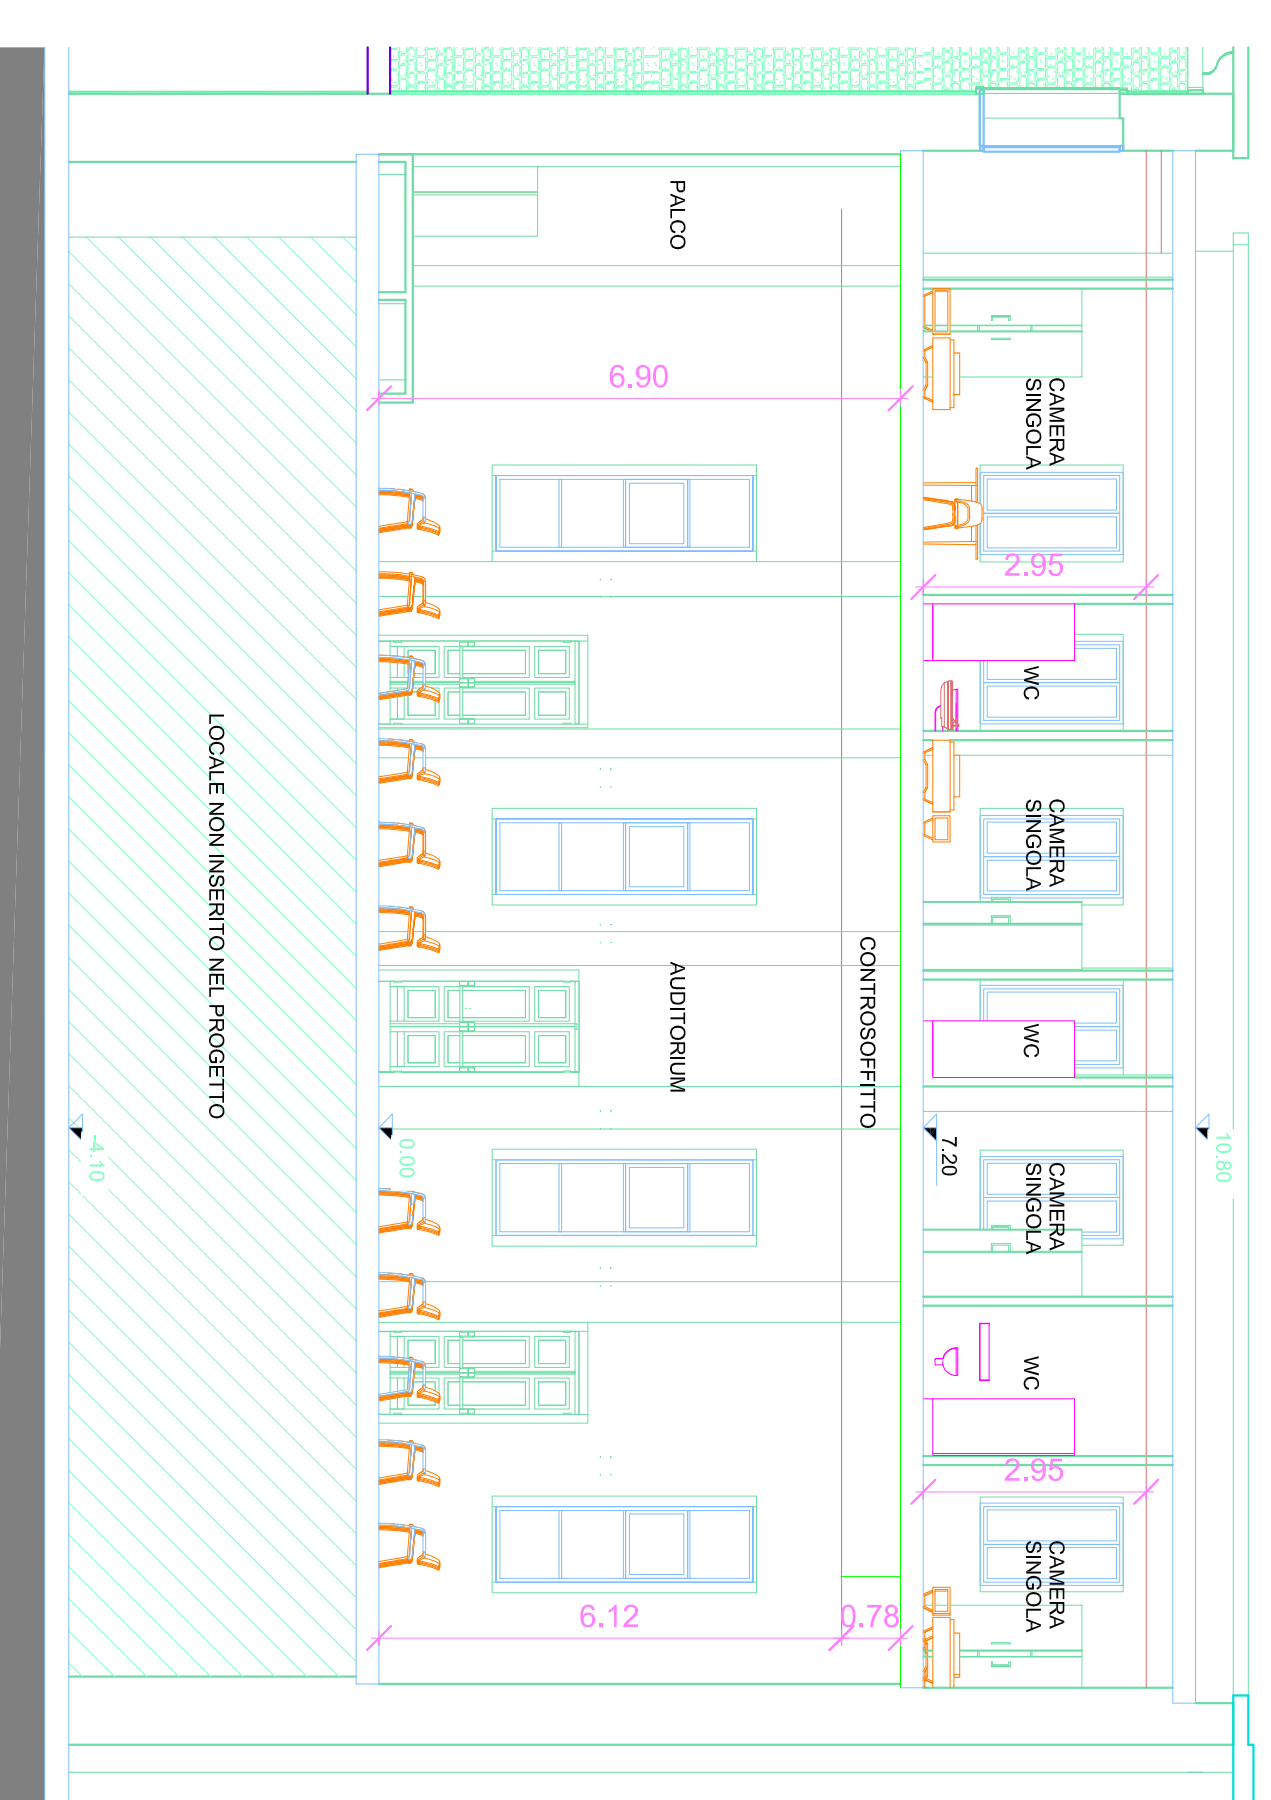 10.80
CAMERA
SINGOLA
2.95
WC
CAMERA
SINGOLA
WC
7.20
CAMERA
SINGOLA
WC
2.95
CAMERA
SINGOLA
CONTROSOFFITTO
0.78
PALCO
6.90
AUDITORIUM
6.12
0.00
LOCALE NON INSERITO NEL PROGETTO
-4.10